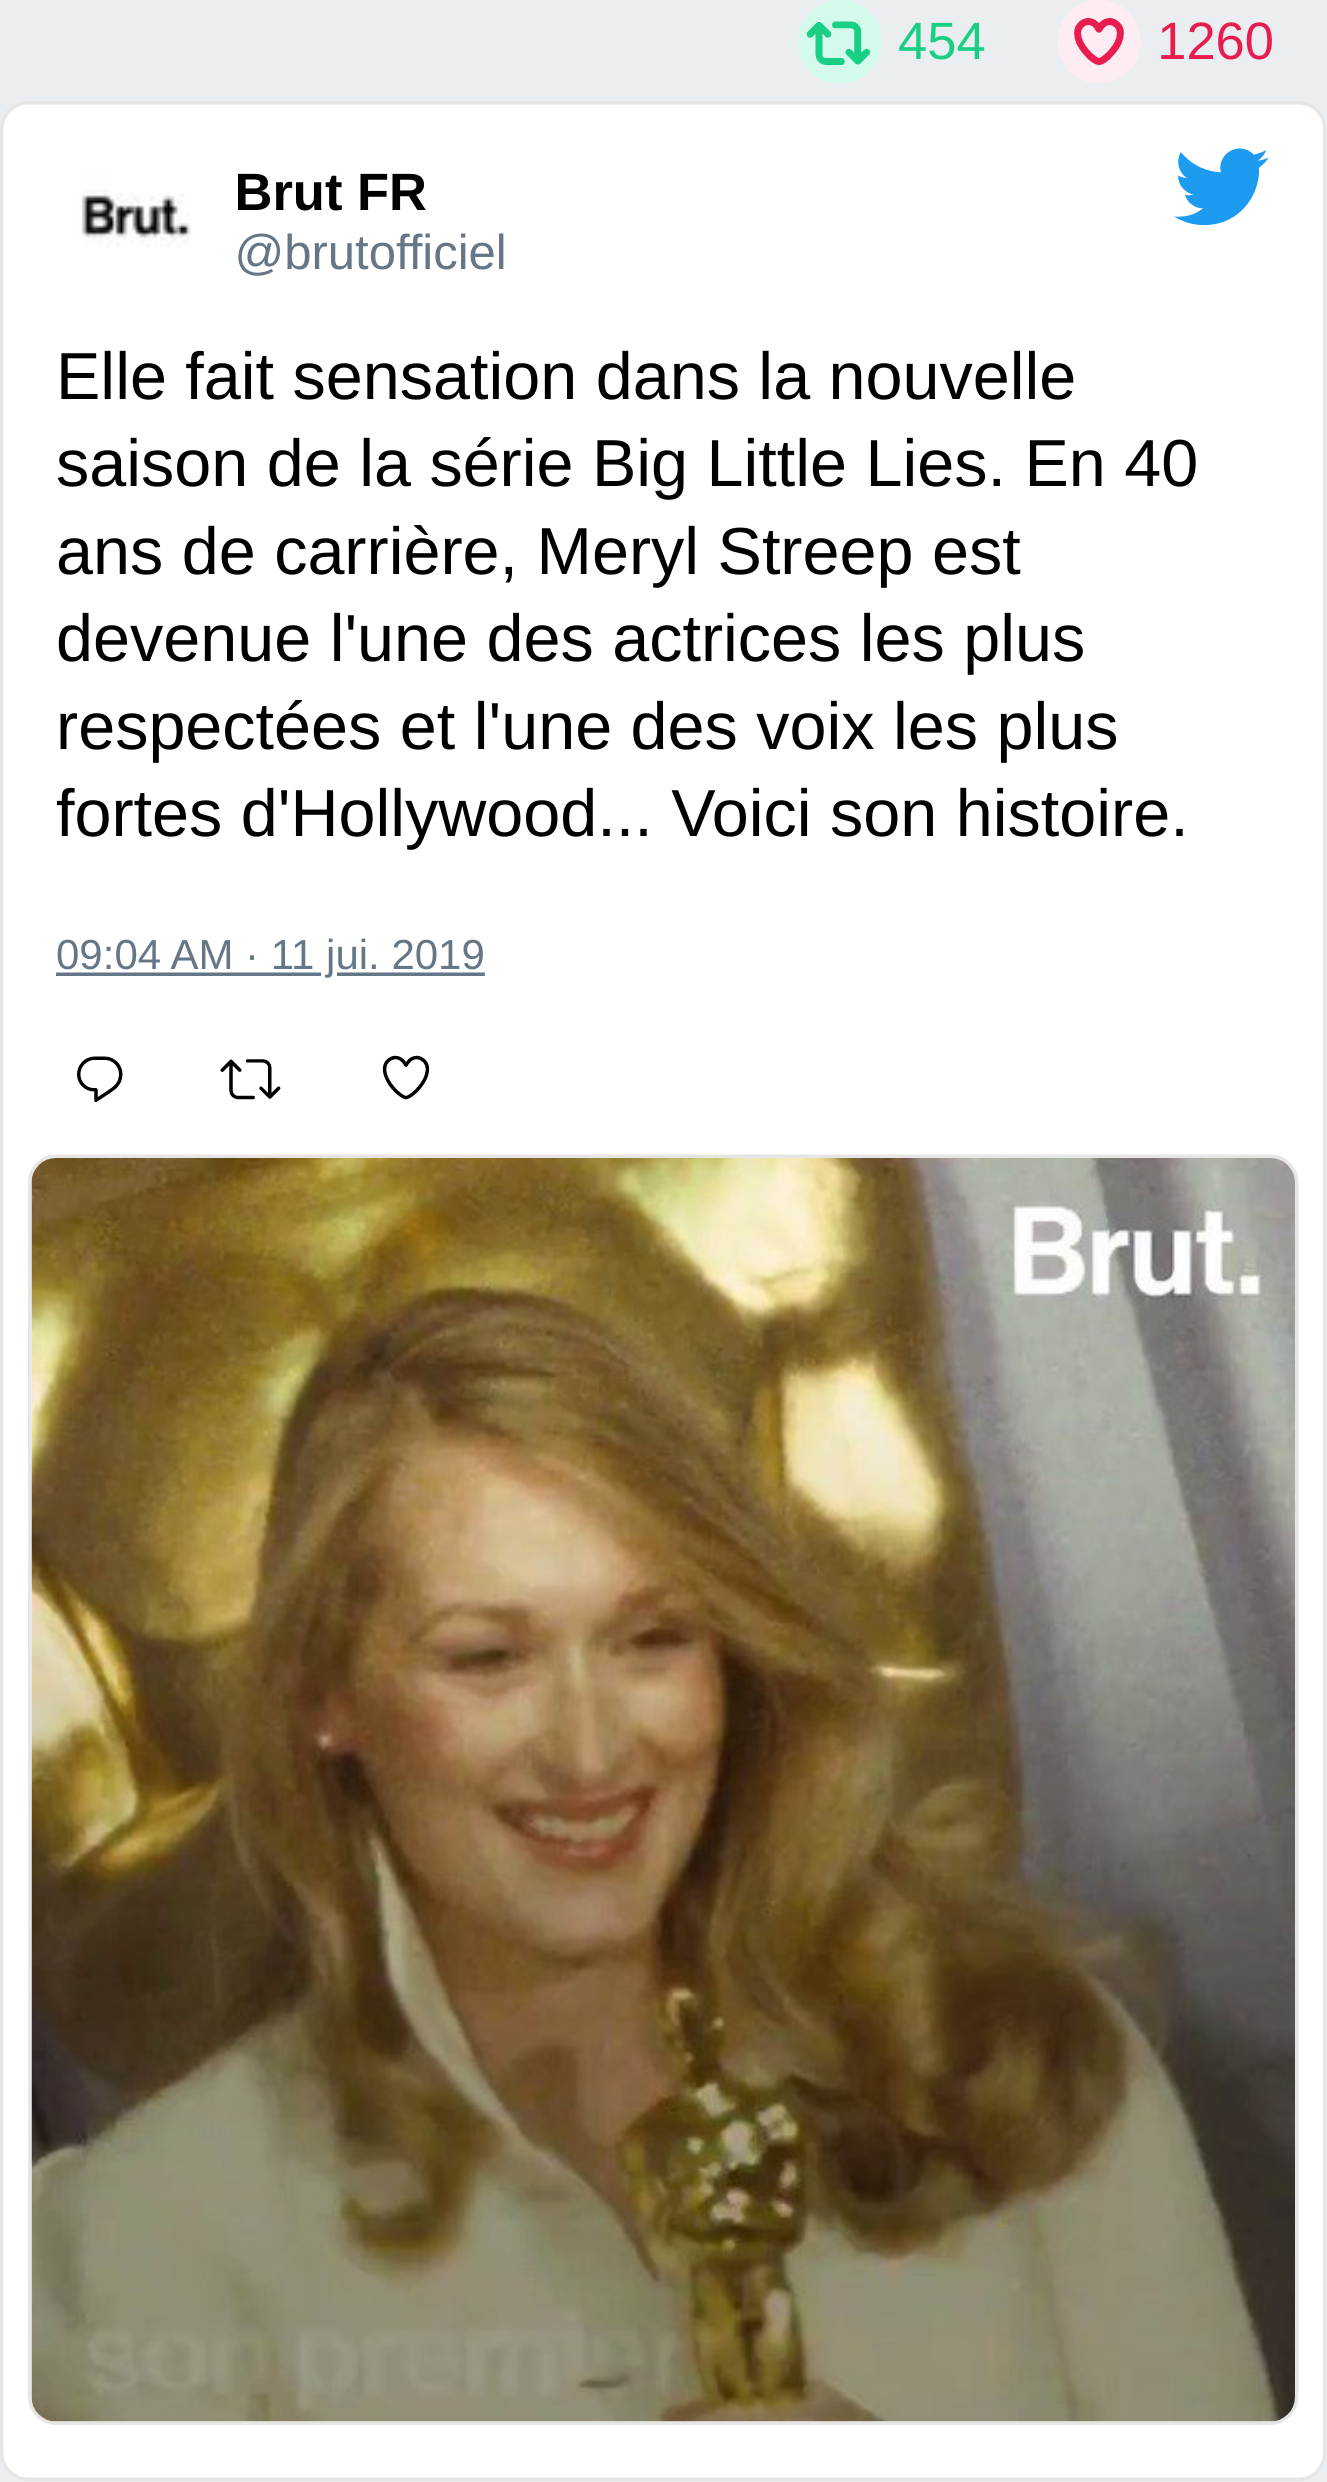 454 1260
Brut.
Brut FR
@brutofficiel
Elle fait sensation dans la nouvelle
saison de la série Big Little Lies. En 40
ans de carrière, Meryl Streep est
devenue l'une des actrices les plus
respectées et l'une des voix les plus
fortes d'Hollywood... Voici son histoire.
09:04 AM · 11 jui. 2019
Brut.
son premier